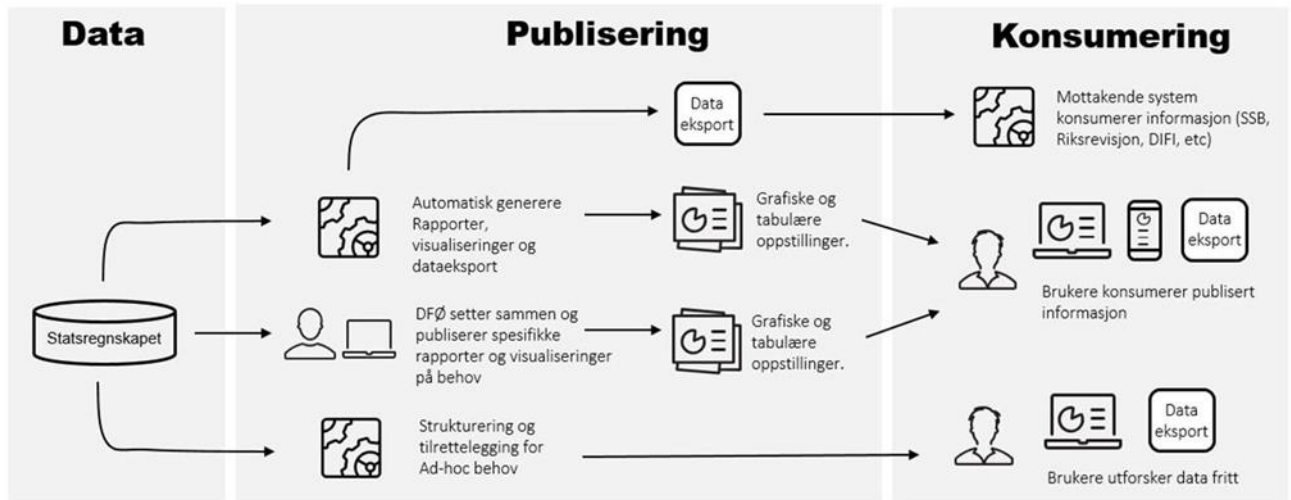 Data
Publisering
Konsumering
Data
eksport
Mottakende system
konsumerer informasjon (SSB,
Riksrevisjon, DIFI, etc)
Automatisk generere
Rapporter,
visualiseringer og
dataeksport
Grafiske og
tabulære
oppstillinger.
Data
eksport
Brukere konsumerer publisert
informasjon
Statsregnskapet
DFØ setter sammen og
publiserer spesifikke
rapporter og visualiseringer
på behov
Grafiske og
tabulære
oppstillinger.
Strukturering og
tilrettelegging for
Ad-hoc behov
Data
eksport
Brukere utforsker data fritt